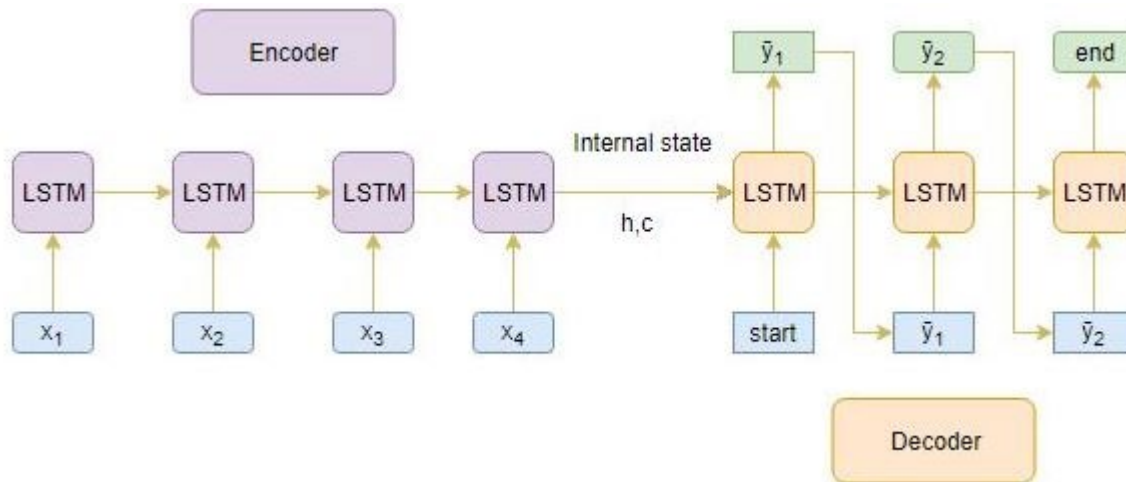 Encoder
ȳ₁ ȳ₂ end
Internal state
LSTM LSTM LSTM LSTM LSTM LSTM LSTM
h,c
x₁ x₂ x₃ x₄ start ȳ₁ ȳ₂
Decoder